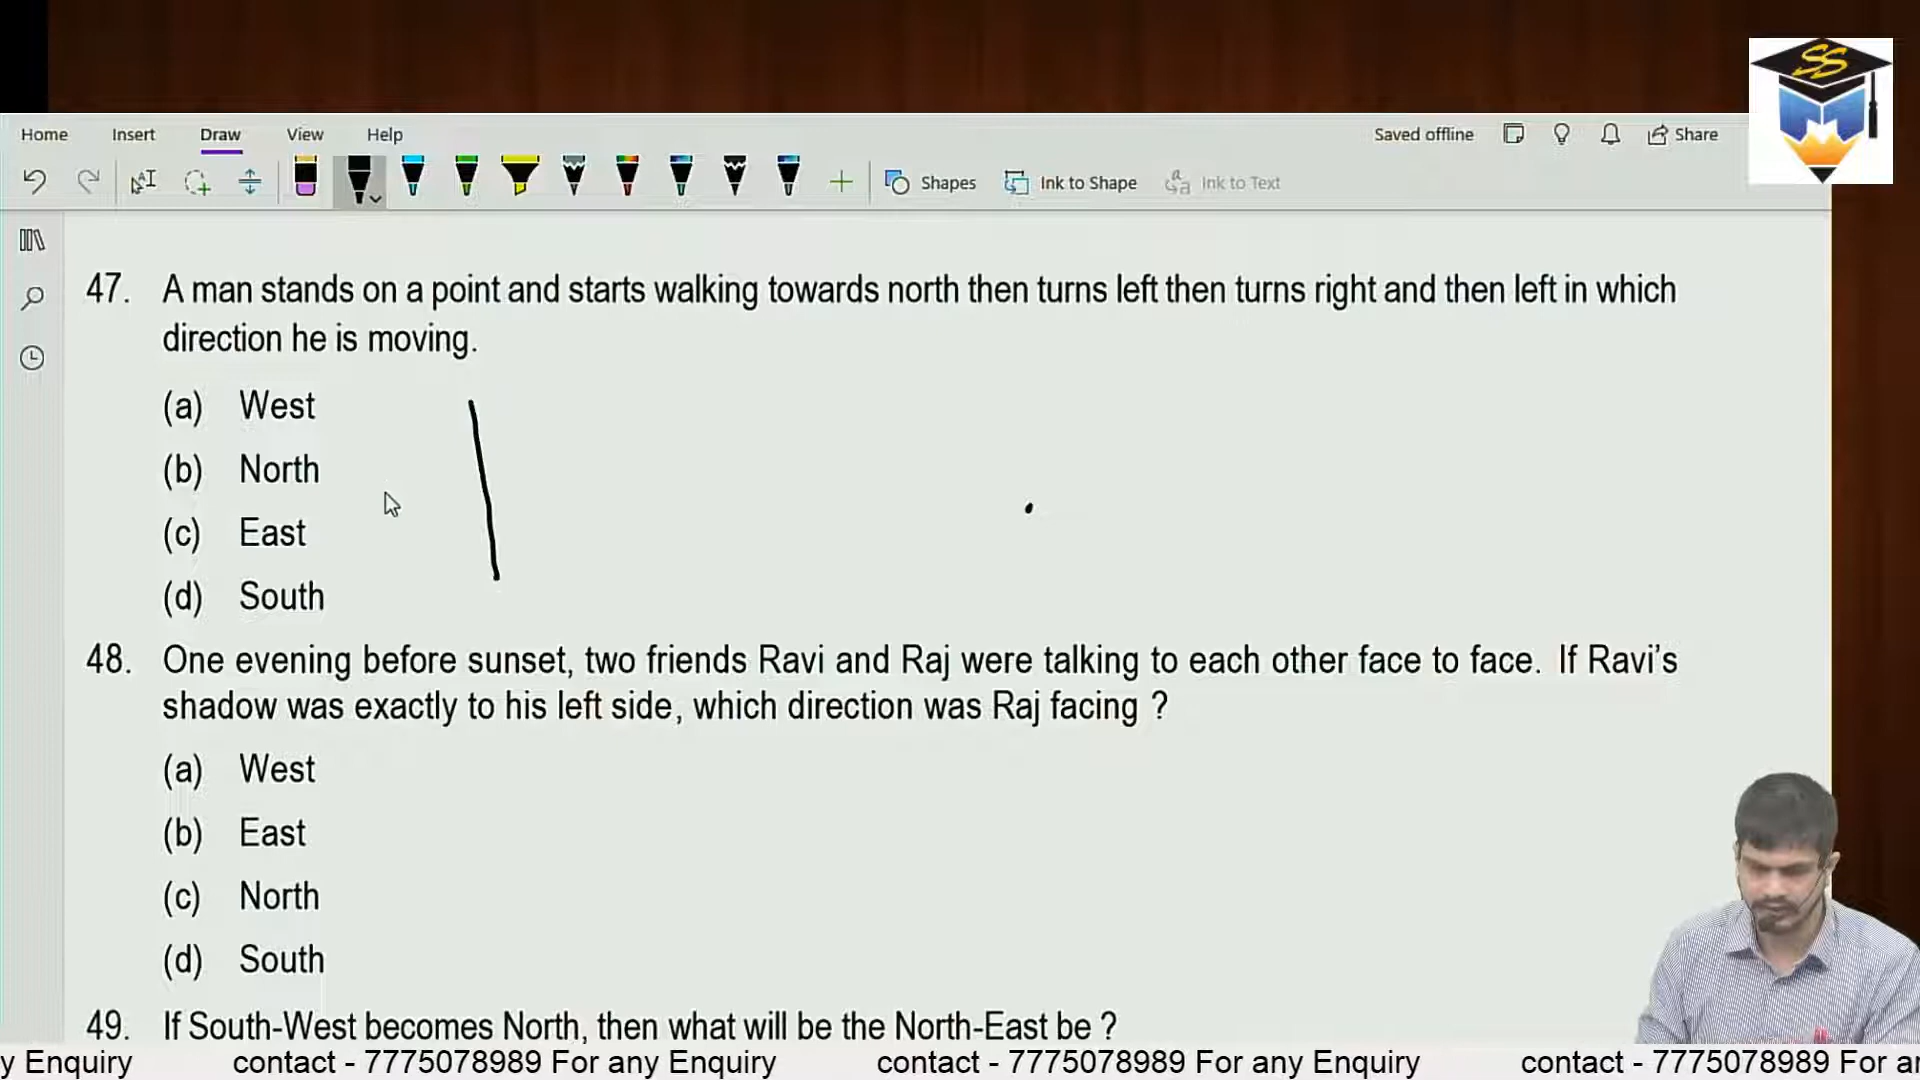 SS
Home Insert Draw View Help Saved offline Share
Shapes Ink to Shape Ink to Text
47. A man stands on a point and starts walking towards north then turns left then turns right and then left in which
direction he is moving.
(a) West
(b) North
(c) East
(d) South
48. One evening before sunset, two friends Ravi and Raj were talking to each other face to face. If Ravi's
shadow was exactly to his left side, which direction was Raj facing ?
(a) West
(b) East
(c) North
(d) South
49. If South-West becomes North, then what will be the North-East be ?
y Enquiry contact - 7775078989 For any Enquiry contact - 7775078989 For any Enquiry contact - 7775078989 For a